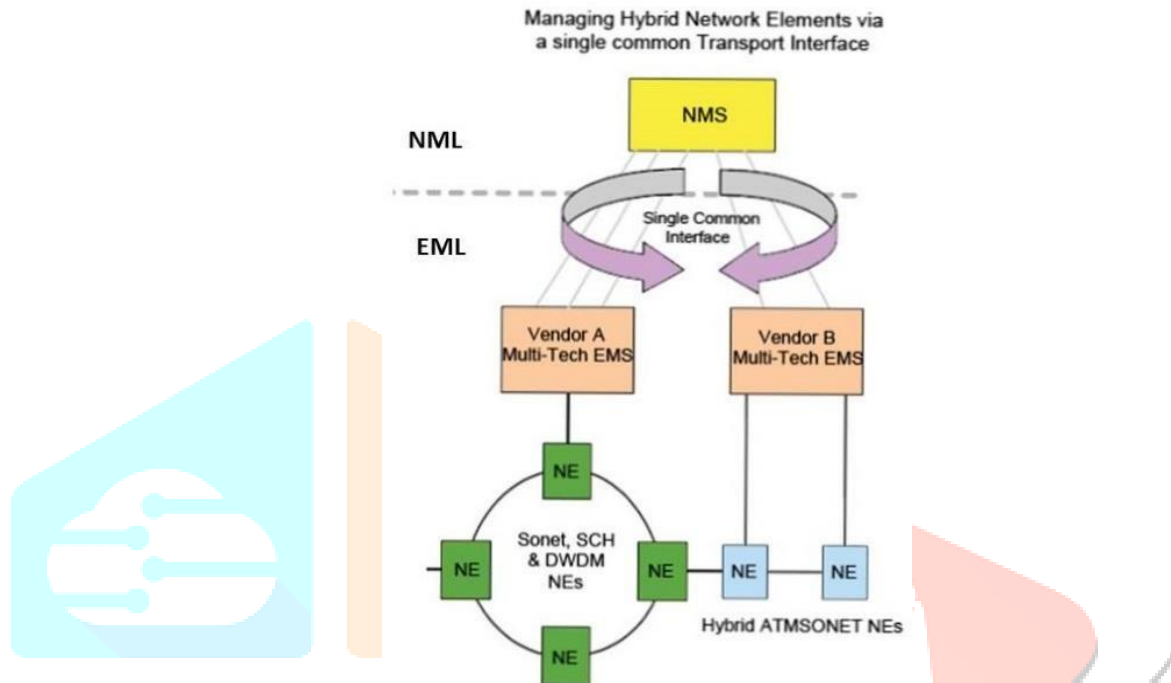 Managing Hybrid Network Elements via
a single common Transport Interface
NMS
NML
Single Common
Interface
EML
Vendor A
Multi-Tech EMS
Vendor B
Multi-Tech EMS
NE
Sonet, SCH
& DWDM
NEs
NE
NE
NE
NE
Hybrid ATMSONET NEs
NE